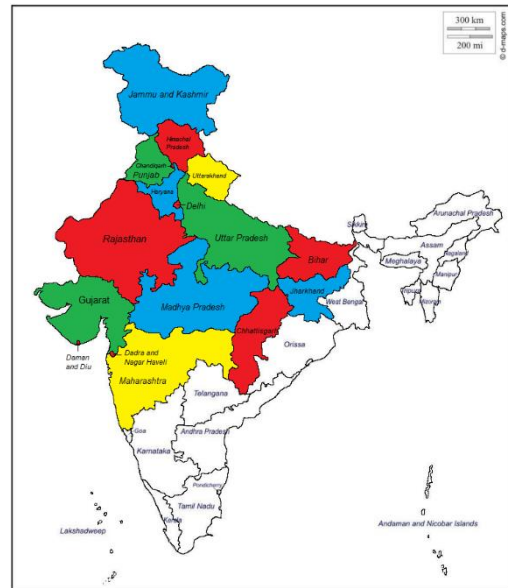 300 km
200 mi
© d-maps.com
Jammu and Kashmir
Himachal
Pradesh
Chandigarh
Punjab
Uttarakhand
Haryana
Delhi
Rajasthan
Uttar Pradesh
Sikkim
Arunachal Pradesh
Assam
Nagaland
Meghalaya
Manipur
Bihar
Tripura
Mizoram
Gujarat
Madhya Pradesh
Jharkhand
West Bengal
Chhattisgarh
Orissa
Daman
and Diu
Dadra and
Nagar Haveli
Maharashtra
Telangana
Goa
Andhra Pradesh
Karnataka
Pondicherry
Tamil Nadu
Kerala
Lakshadweep
Andaman and Nicobar Islands